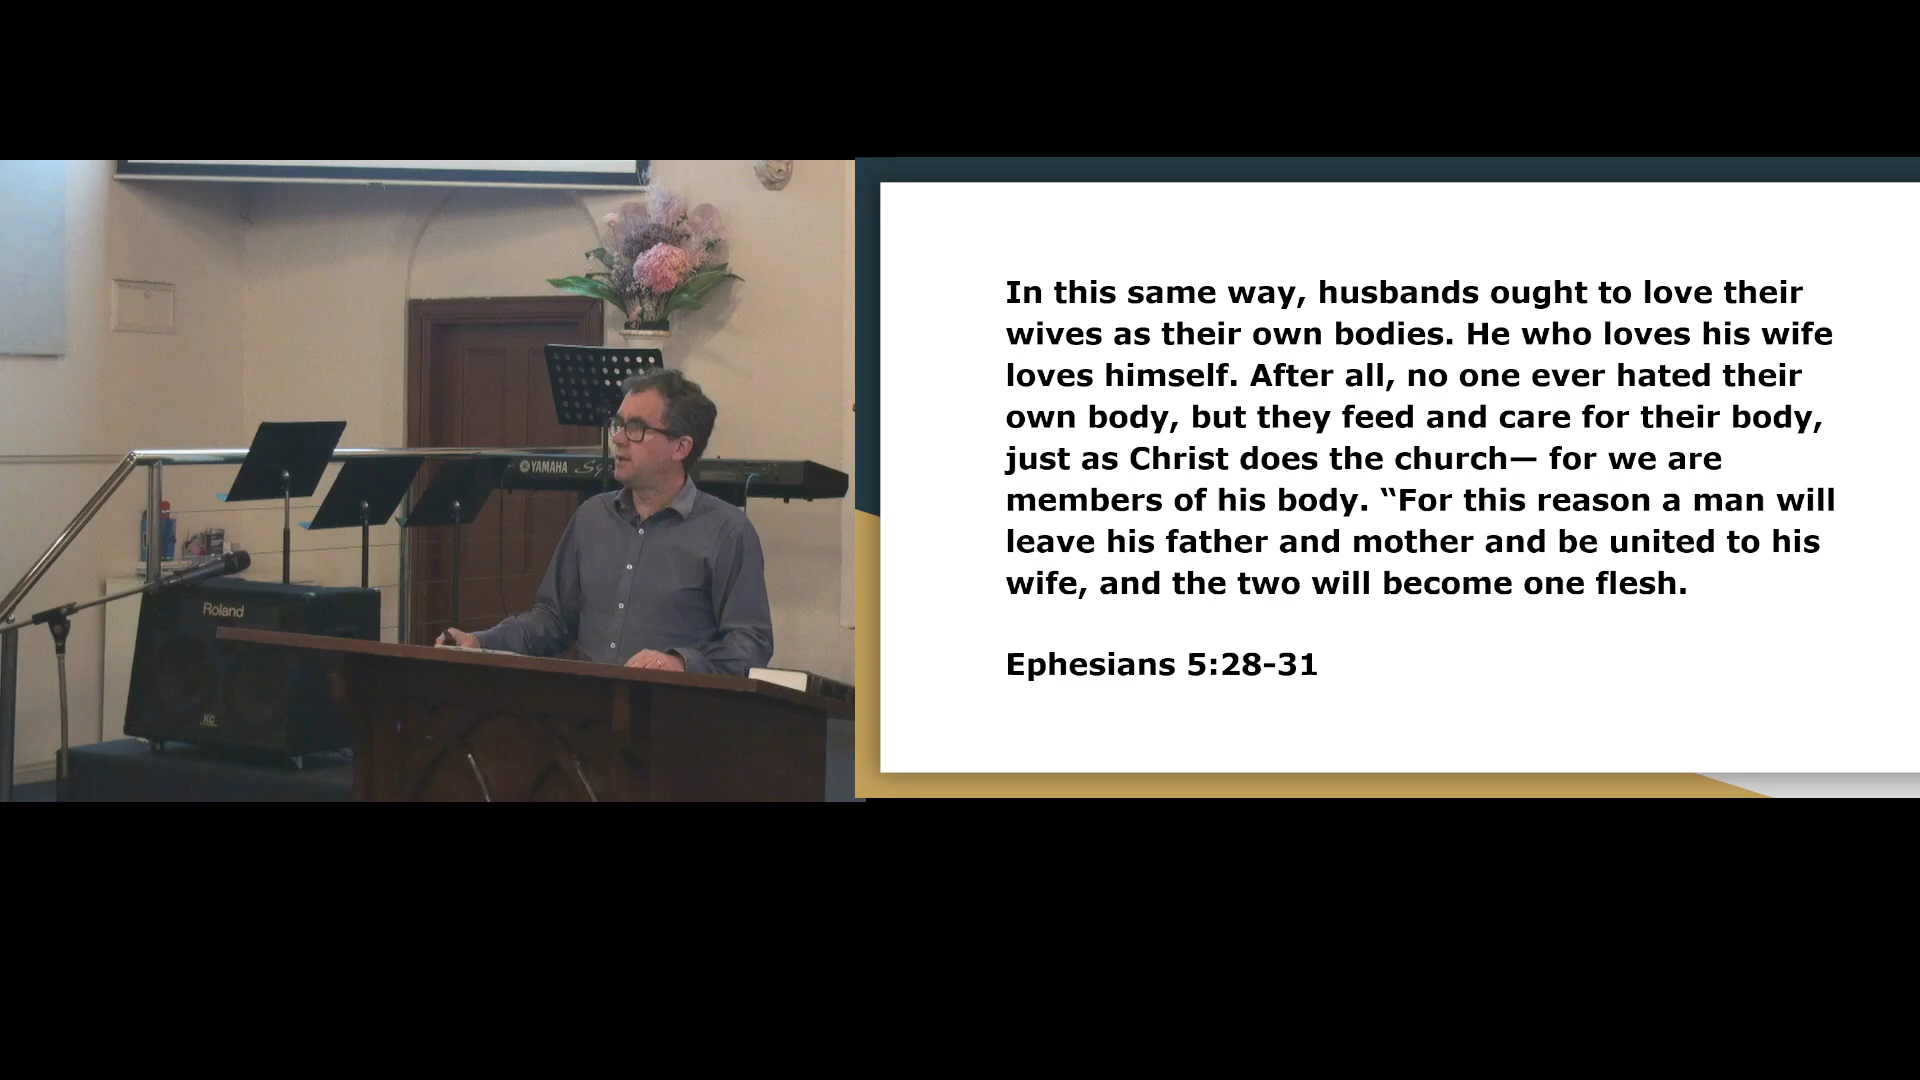 YAMAHA
Roland
KC
In this same way, husbands ought to love their
wives as their own bodies. He who loves his wife
loves himself. After all, no one ever hated their
own body, but they feed and care for their body,
just as Christ does the church— for we are
members of his body. “For this reason a man will
leave his father and mother and be united to his
wife, and the two will become one flesh.
Ephesians 5:28-31